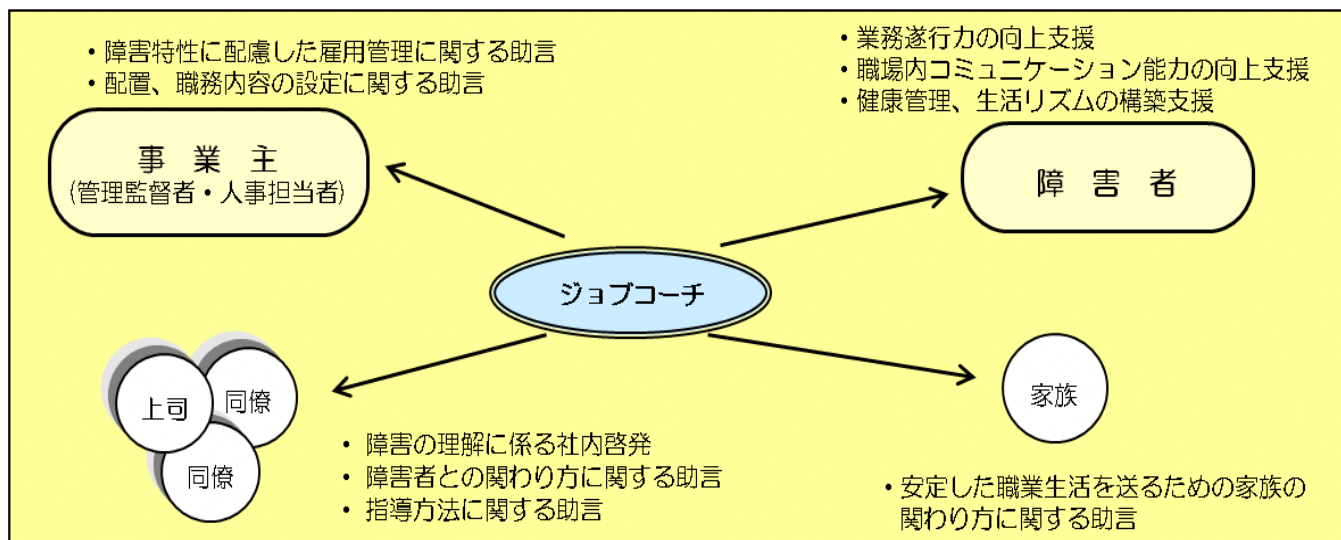 ・障害特性に配慮した雇用管理に関する助言
・配置、職務内容の設定に関する助言
事業主
(管理監督者・人事担当者)
・業務遂行力の向上支援
・職場内コミュニケーション能力の向上支援
・健康管理、生活リズムの構築支援
障害者
ジョブコーチ
上司
同僚
同僚
・障害の理解に係る社内啓発
・障害者との関わり方に関する助言
・指導方法に関する助言
家族
・安定した職業生活を送るための家族の
関わり方に関する助言